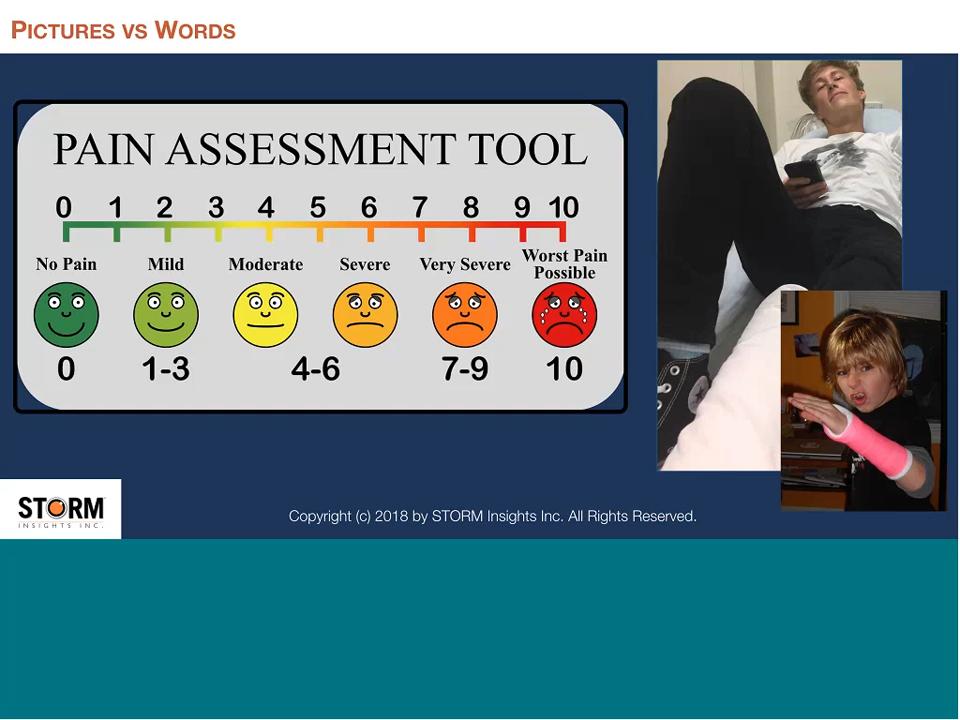 PICTURES VS WORDS
PAIN ASSESSMENT TOOL
0 1 2 3 4 5 6 7 8 9 10
No Pain Mild Moderate Severe Very Severe Worst Pain
Possible
0 1-3 4-6 7-9 10
STORM
INSIGHTS INC.
Copyright (c) 2018 by STORM Insights Inc. All Rights Reserved.